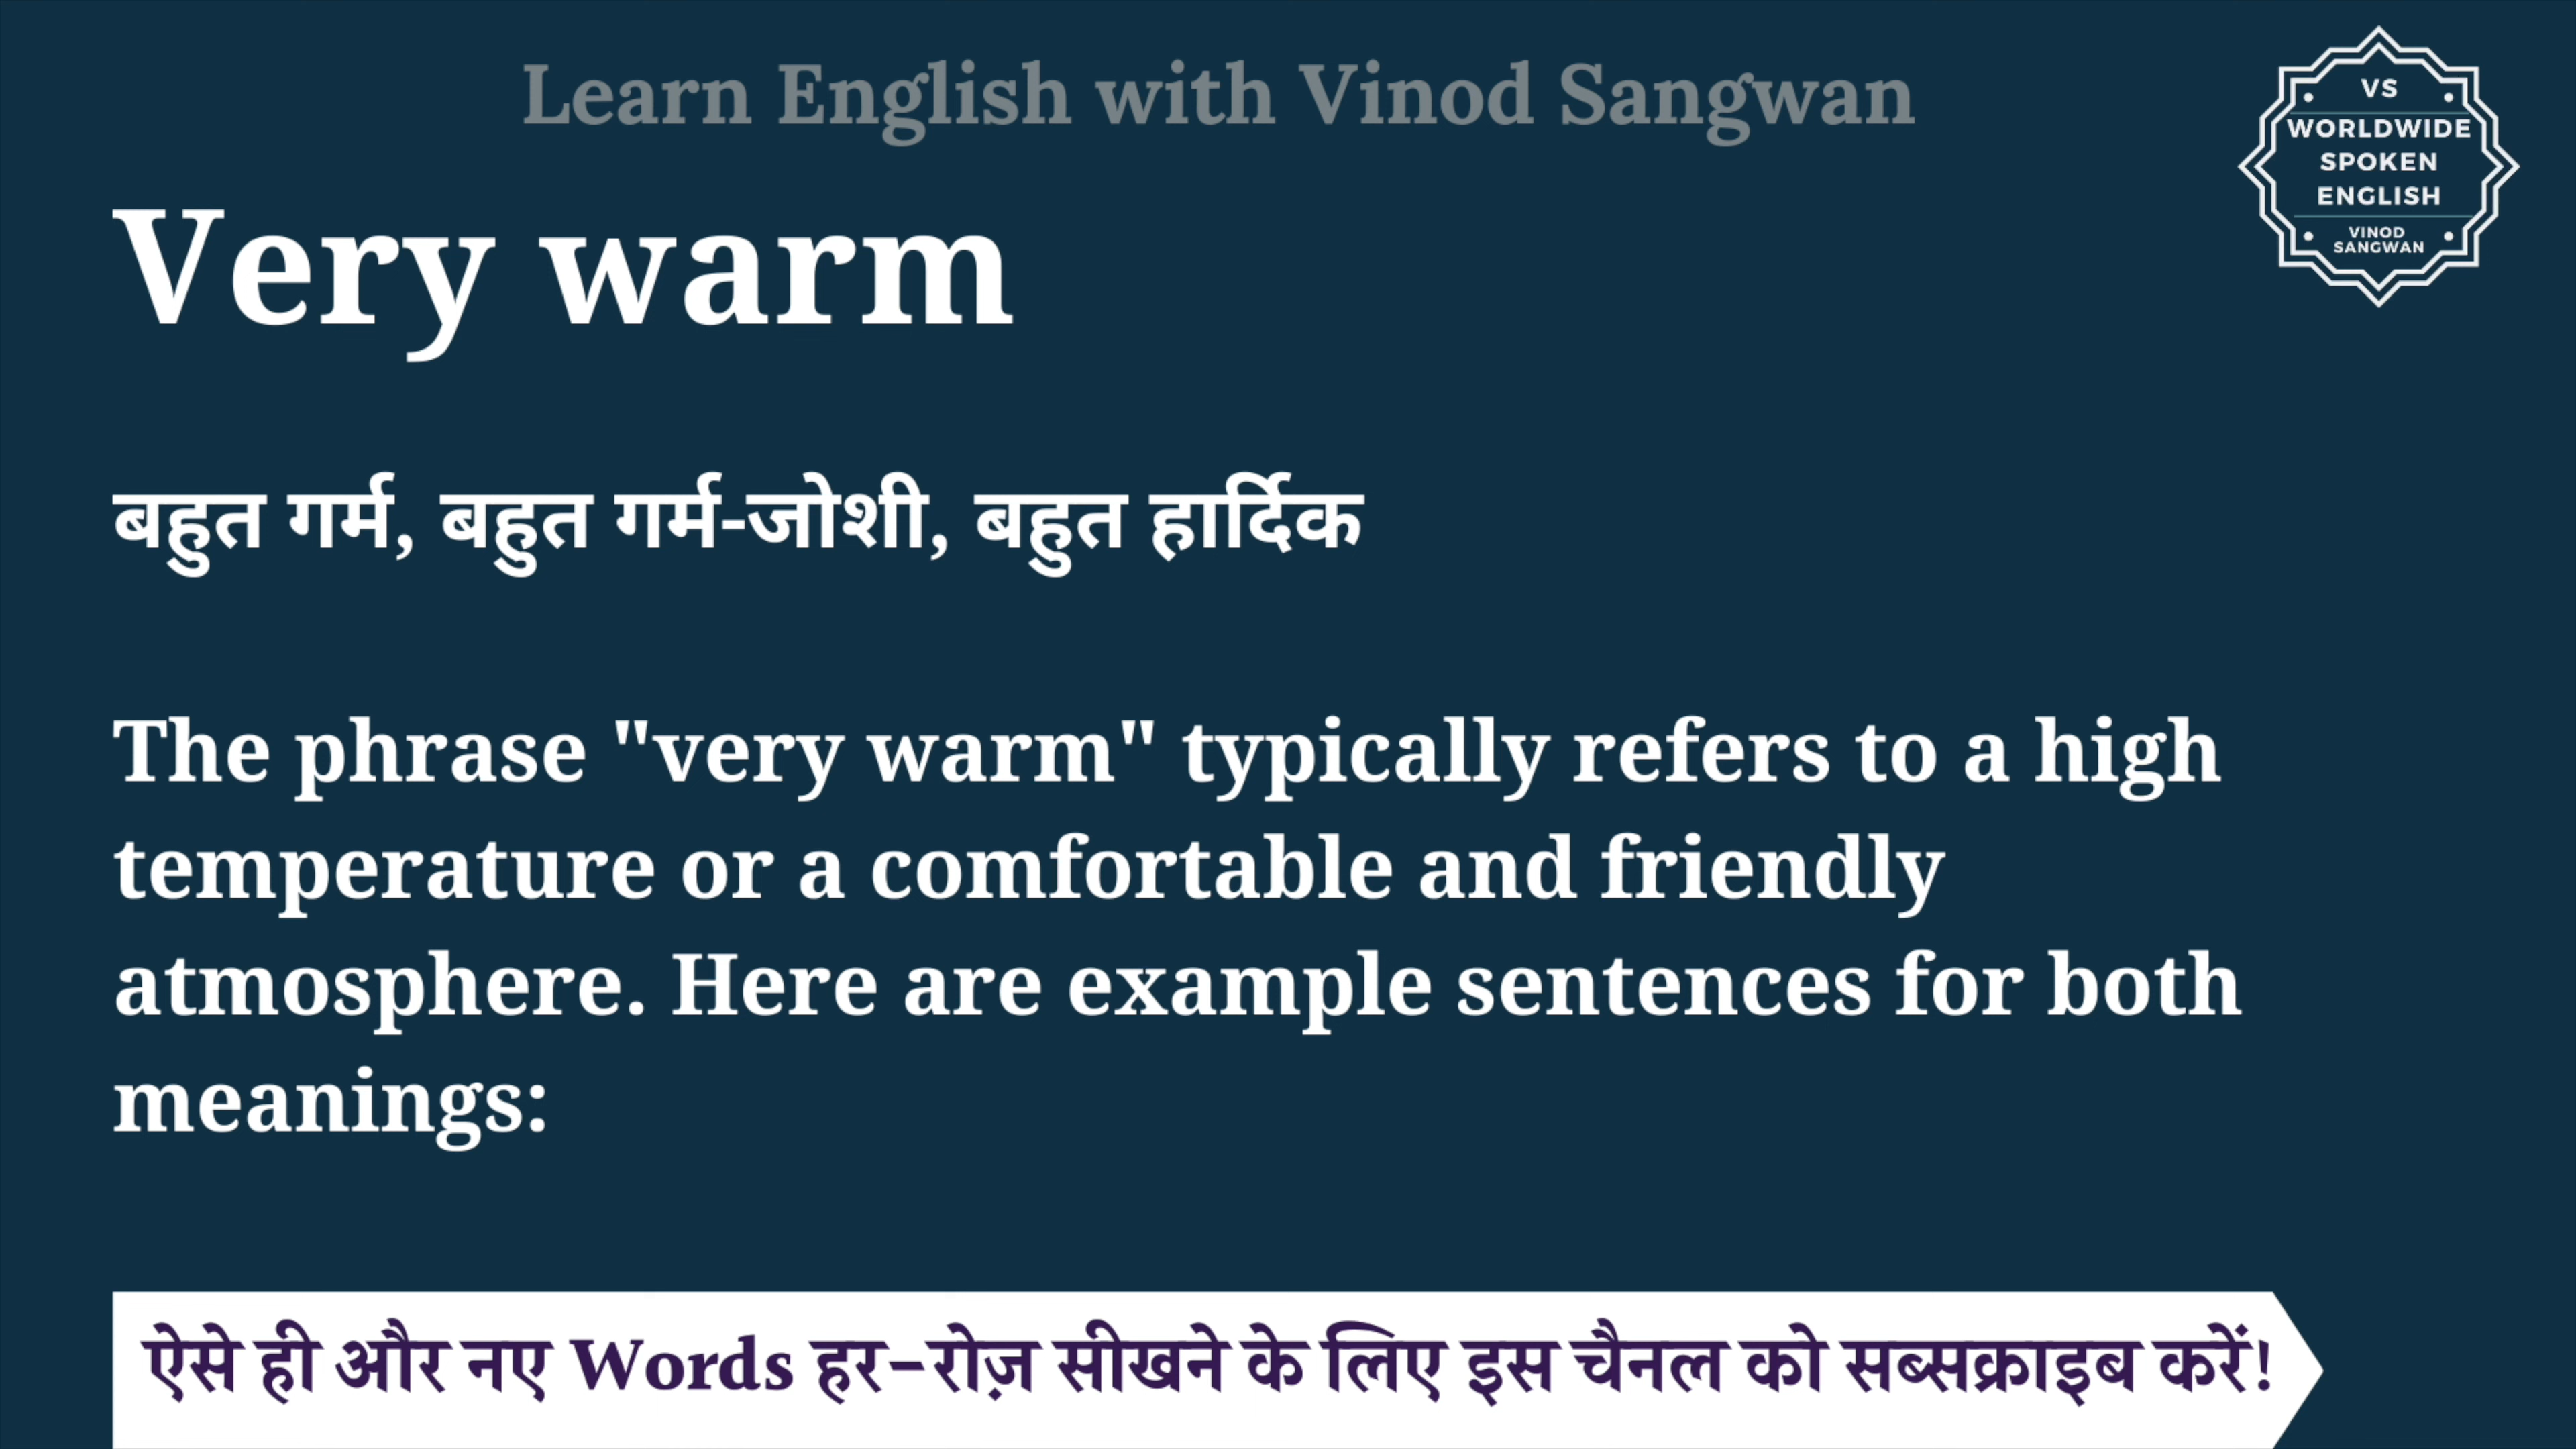 Learn English with Vinod Sangwan
VS
WORLDWIDE
SPOKEN
ENGLISH
VINOD
SANGWAN
Very warm
बहुत गर्म, बहुत गर्म-जोशी, बहुत हार्दिक
The phrase "very warm" typically refers to a high
temperature or a comfortable and friendly
atmosphere. Here are example sentences for both
meanings:
ऐसे ही और नए Words हर-रोज़ सीखने के लिए इस चैनल को सब्सक्राइब करें!